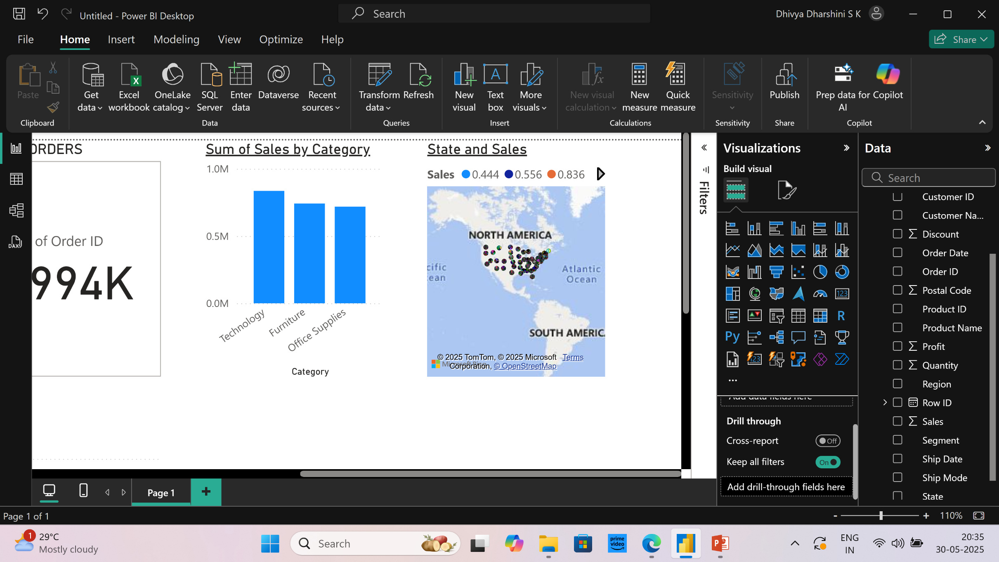 Untitled - Power BI Desktop
Search
Dhivya Dharshini S K
File
Home
Insert
Modeling
View
Optimize
Help
Share
Paste
Get data
Excel workbook
OneLake catalog
SQL Server
Enter data
Dataverse
Recent sources
Transform data
Refresh
New visual
Text box
More visuals
New visual calculation
New measure
Quick measure
Sensitivity
Publish
Prep data for AI
Copilot
Clipboard
Data
Queries
Insert
Calculations
Sensitivity
Share
Copilot
ORDERS
of Order ID
994K
Sum of Sales by Category
1.0M
0.5M
0.0M
Technology
Furniture
Office Supplies
Category
State and Sales
Sales 0.444 0.556 0.836
NORTH AMERICA
cific
ean
Atlantic
Ocean
SOUTH AMERIC
© 2025 TomTom, © 2025 Microsoft Terms
Corporation, © OpenStreetMap
Filters
Visualizations
Build visual
123
R
Py
123
...
Drill through
Cross-report
Off
Keep all filters
On
Add drill-through fields here
Data
Search
Customer ID
Customer Na...
Discount
Order Date
Order ID
Postal Code
Product ID
Product Name
Profit
Quantity
Region
Row ID
Sales
Segment
Ship Date
Ship Mode
State
DAX
Page 1
Page 1 of 1
110%
1
29°C
Mostly cloudy
Search
prime
video
ENG
IN
20:35
30-05-2025